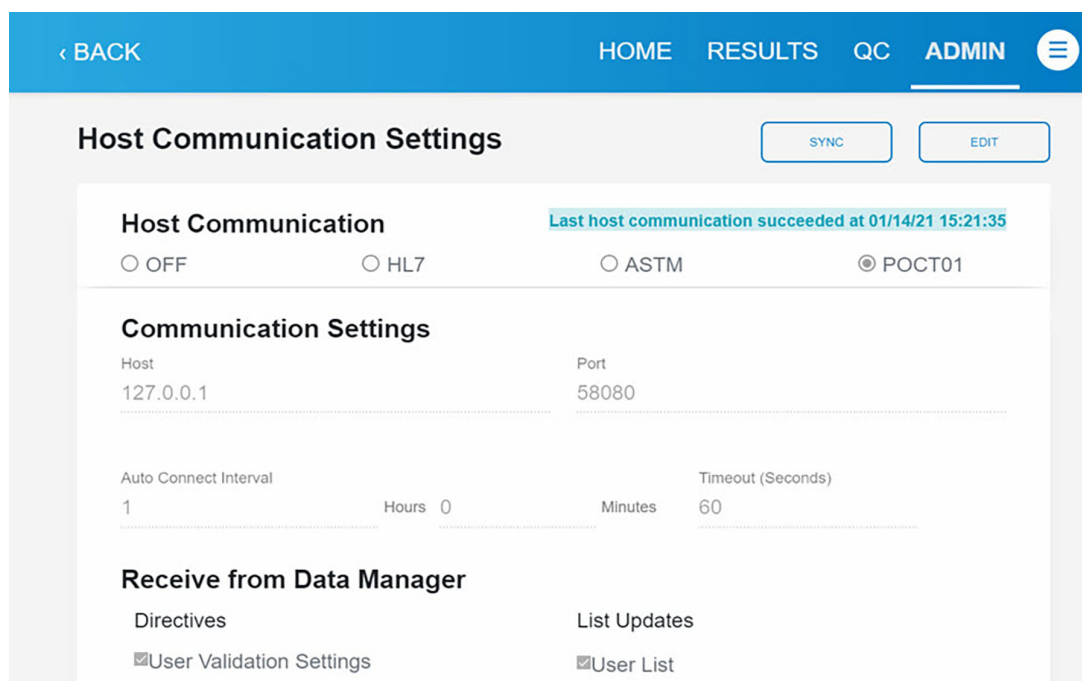 ‹ BACK HOME RESULTS QC ADMIN
Host Communication Settings SYNC EDIT
Host Communication Last host communication succeeded at 01/14/21 15:21:35
OFF HL7 ASTM POCT01
Communication Settings
Host Port
127.0.0.1 58080
Auto Connect Interval Timeout (Seconds)
1 Hours 0 Minutes 60
Receive from Data Manager
Directives List Updates
User Validation Settings User List